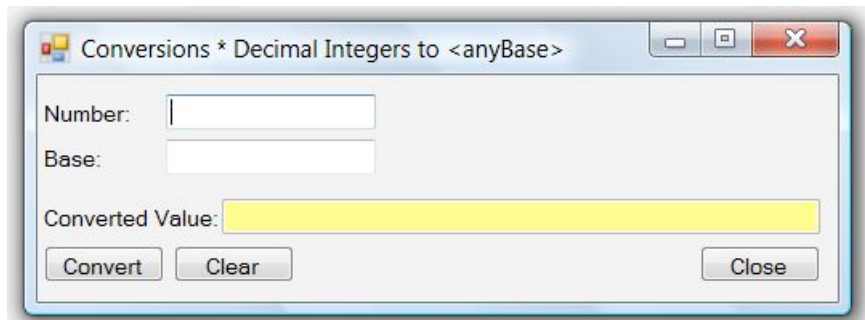 Conversions * Decimal Integers to <anyBase>
Number:
Base:
Converted Value:
Convert Clear Close